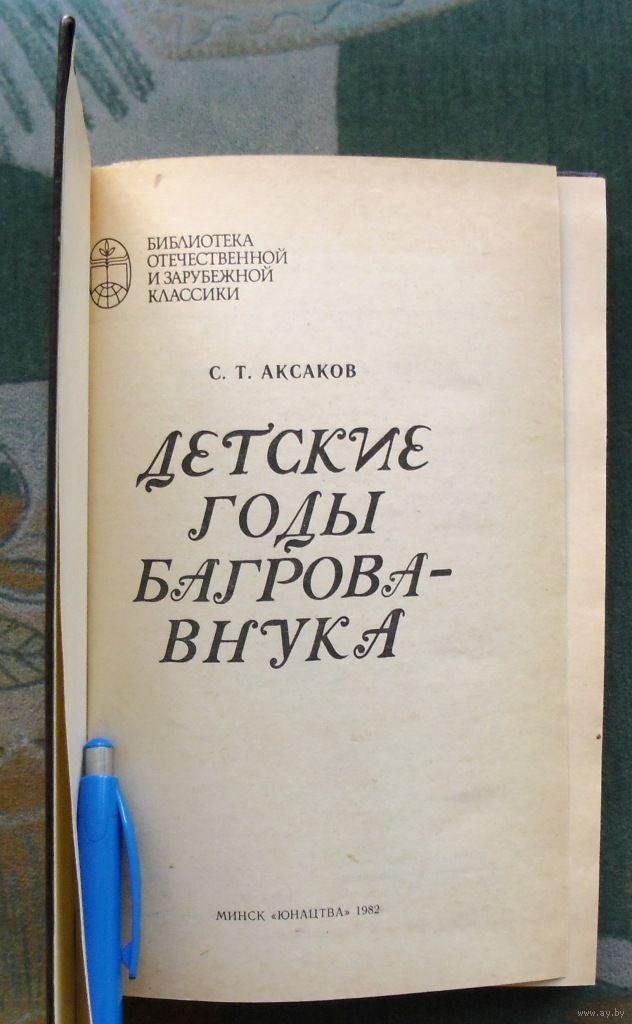 БИБЛИОТЕКА
ОТЕЧЕСТВЕННОЙ
И ЗАРУБЕЖНОЙ
КЛАССИКИ
С. Т. АКСАКОВ
ДЕТСКИЕ
ГОДЫ
БАГРОВА-
ВНУКА
МИНСК «ЮНАЦТВА» 1982
www.ay.by